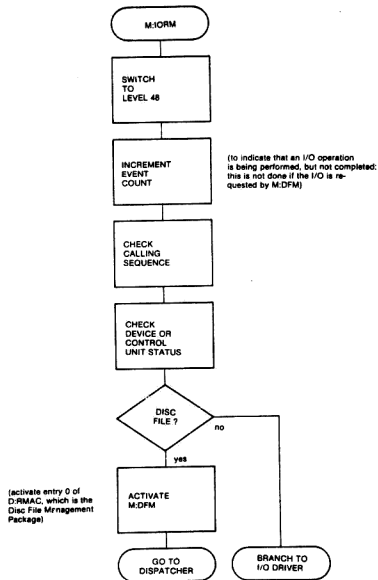 M:IORM
SWITCH
TO
LEVEL 48
INCREMENT
EVENT
COUNT
(to indicate that an I/O operation
is being performed, but not completed;
this is not done if the I/O is re-
quested by M:DFM)
CHECK
CALLING
SEQUENCE
CHECK
DEVICE OR
CONTROL
UNIT STATUS
DISC
FILE ?
no
yes
(activate entry 0 of
D:RMAC, which is the
Disc File Mrnagement
Package)
ACTIVATE
M:DFM
GO TO
DISPATCHER
BRANCH TO
I/O DRIVER